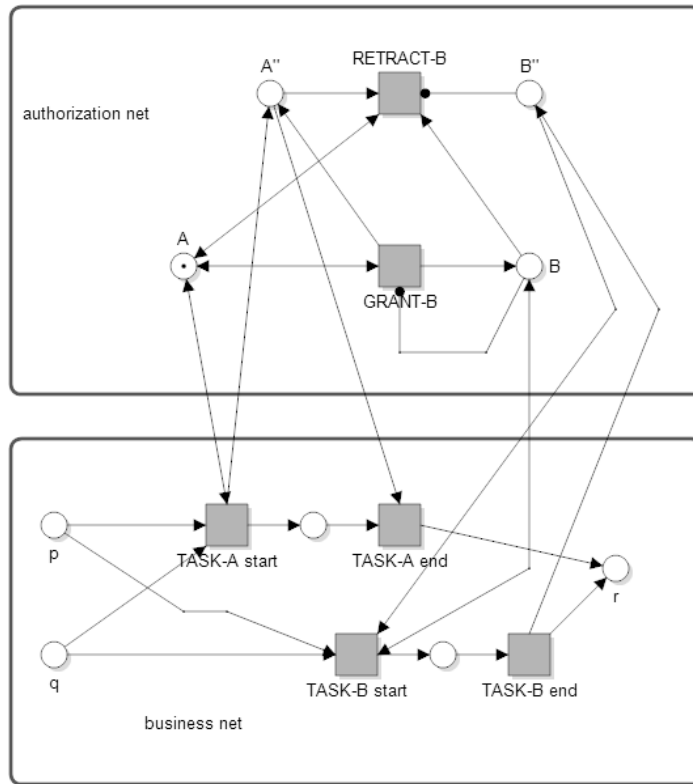 RETRACT-B
A"
B"
authorization net
A
B
GRANT-B
p
TASK-A start
TASK-A end
r
q
TASK-B start
TASK-B end
business net